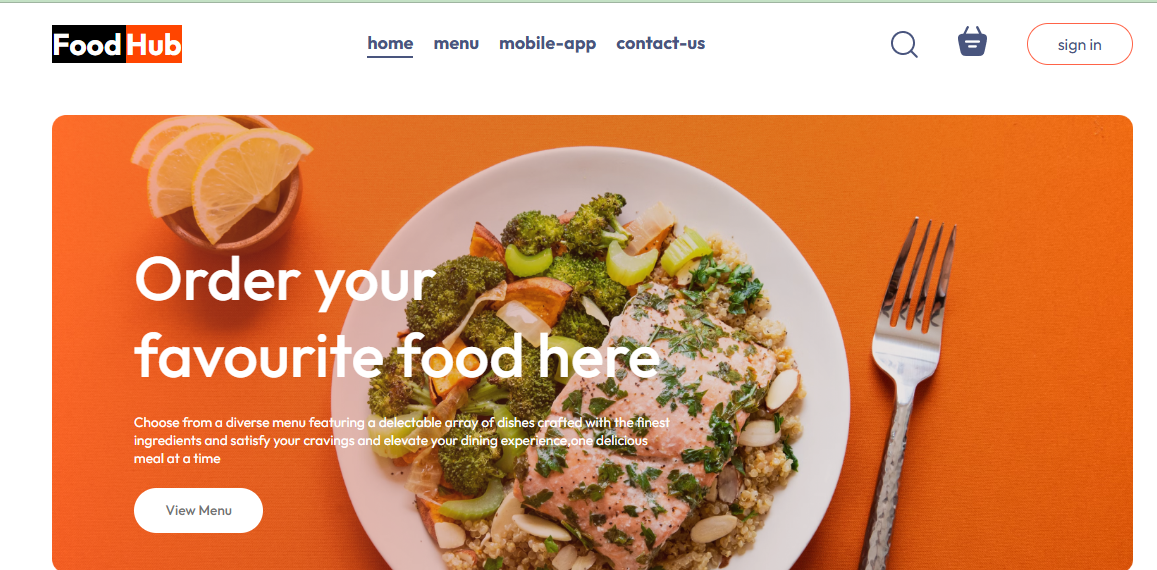 Food Hub
home menu mobile-app contact-us
sign in
Order your
favourite food here
Choose from a diverse menu featuring a delectable array of dishes crafted with the finest
ingredients and satisfy your cravings and elevate your dining experience,one delicious
meal at a time
View Menu